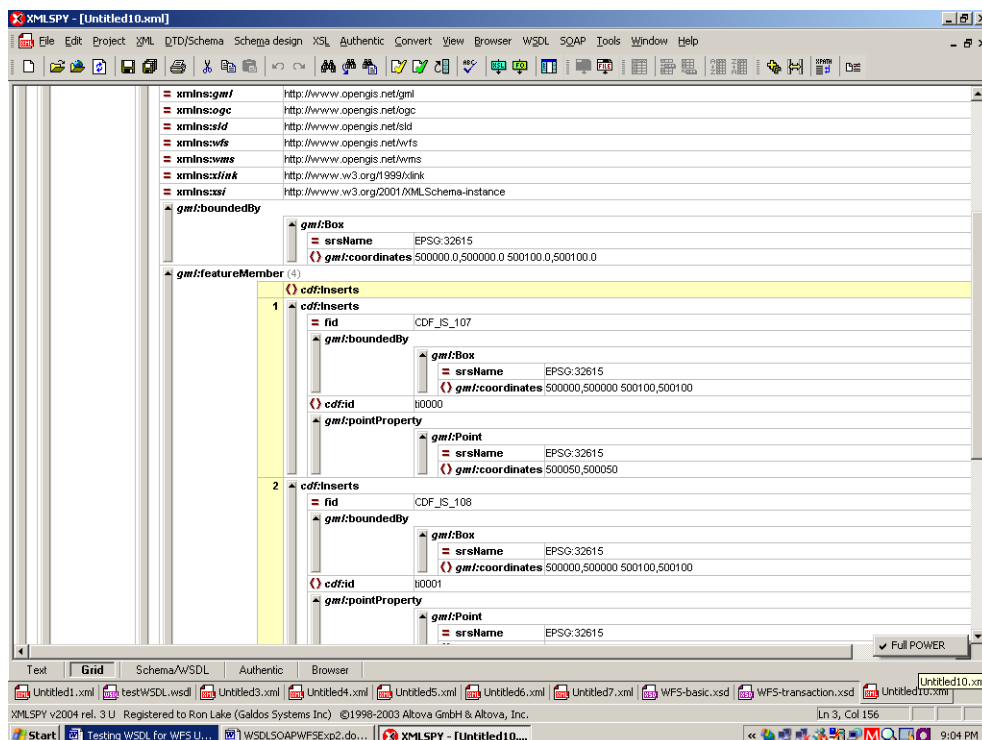 XMLSPY - [Untitled10.xml]
File Edit Project XML DTD/Schema Schema design XSL Authentic Convert View Browser WSDL SOAP Tools Window Help
= xmlns:gml http://www.opengis.net/gml
= xmlns:ogc http://www.opengis.net/ogc
= xmlns:sld http://www.opengis.net/sld
= xmlns:wfs http://www.opengis.net/wfs
= xmlns:wms http://www.opengis.net/wms
= xmlns:xlink http://www.w3.org/1999/xlink
= xmlns:xsi http://www.w3.org/2001/XMLSchema-instance
gml:boundedBy
gml:Box
= srsName EPSG:32615
() gml:coordinates 500000.0,500000.0 500100.0,500100.0
gml:featureMember (4)
() cdf:Inserts
1 cdf:Inserts
= fid CDF_IS_107
gml:boundedBy
gml:Box
= srsName EPSG:32615
() gml:coordinates 500000,500000 500100,500100
() cdf:id ti0000
gml:pointProperty
gml:Point
= srsName EPSG:32615
() gml:coordinates 500050,500050
2 cdf:Inserts
= fid CDF_IS_108
gml:boundedBy
gml:Box
= srsName EPSG:32615
() gml:coordinates 500000,500000 500100,500100
() cdf:id ti0001
gml:pointProperty
gml:Point
= srsName EPSG:32615
Full POWER
Text Grid Schema/WSDL Authentic Browser
Untitled10.xm
Untitled1.xml testWSDL.wsdl Untitled3.xml Untitled4.xml Untitled5.xml Untitled6.xml Untitled7.xml WFS-basic.xsd WFS-transaction.xsd Untitled10.xml
XMLSPY v2004 rel. 3 U Registered to Ron Lake (Galdos Systems Inc) ©1998-2003 Altova GmbH & Altova, Inc. Ln 3, Col 156
Start Testing WSDL for WFS U... WSDLSOAPWFSExp2.do... XMLSPY - [Untitled10.... 9:04 PM